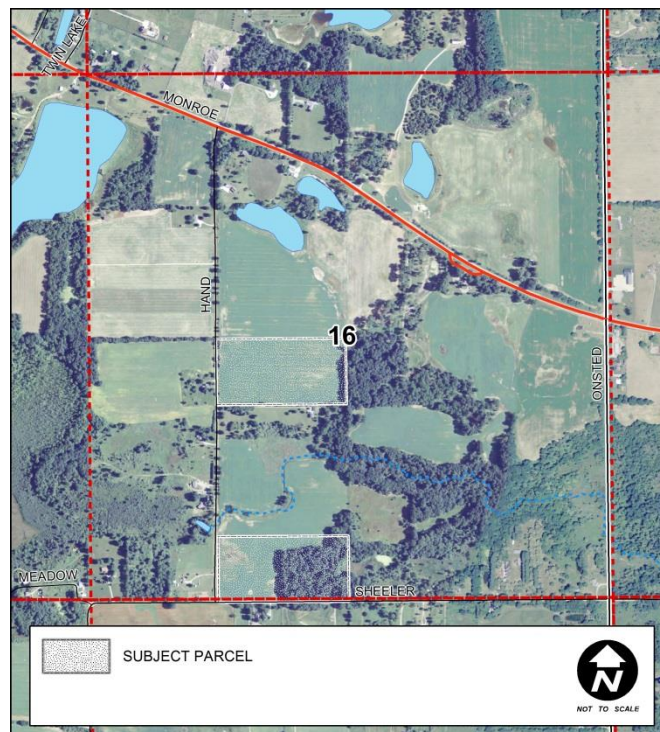 TWIN LAKE
MONROE
HAND
16
ONSTED
MEADOW
SHEELER
SUBJECT PARCEL
N
NOT TO SCALE